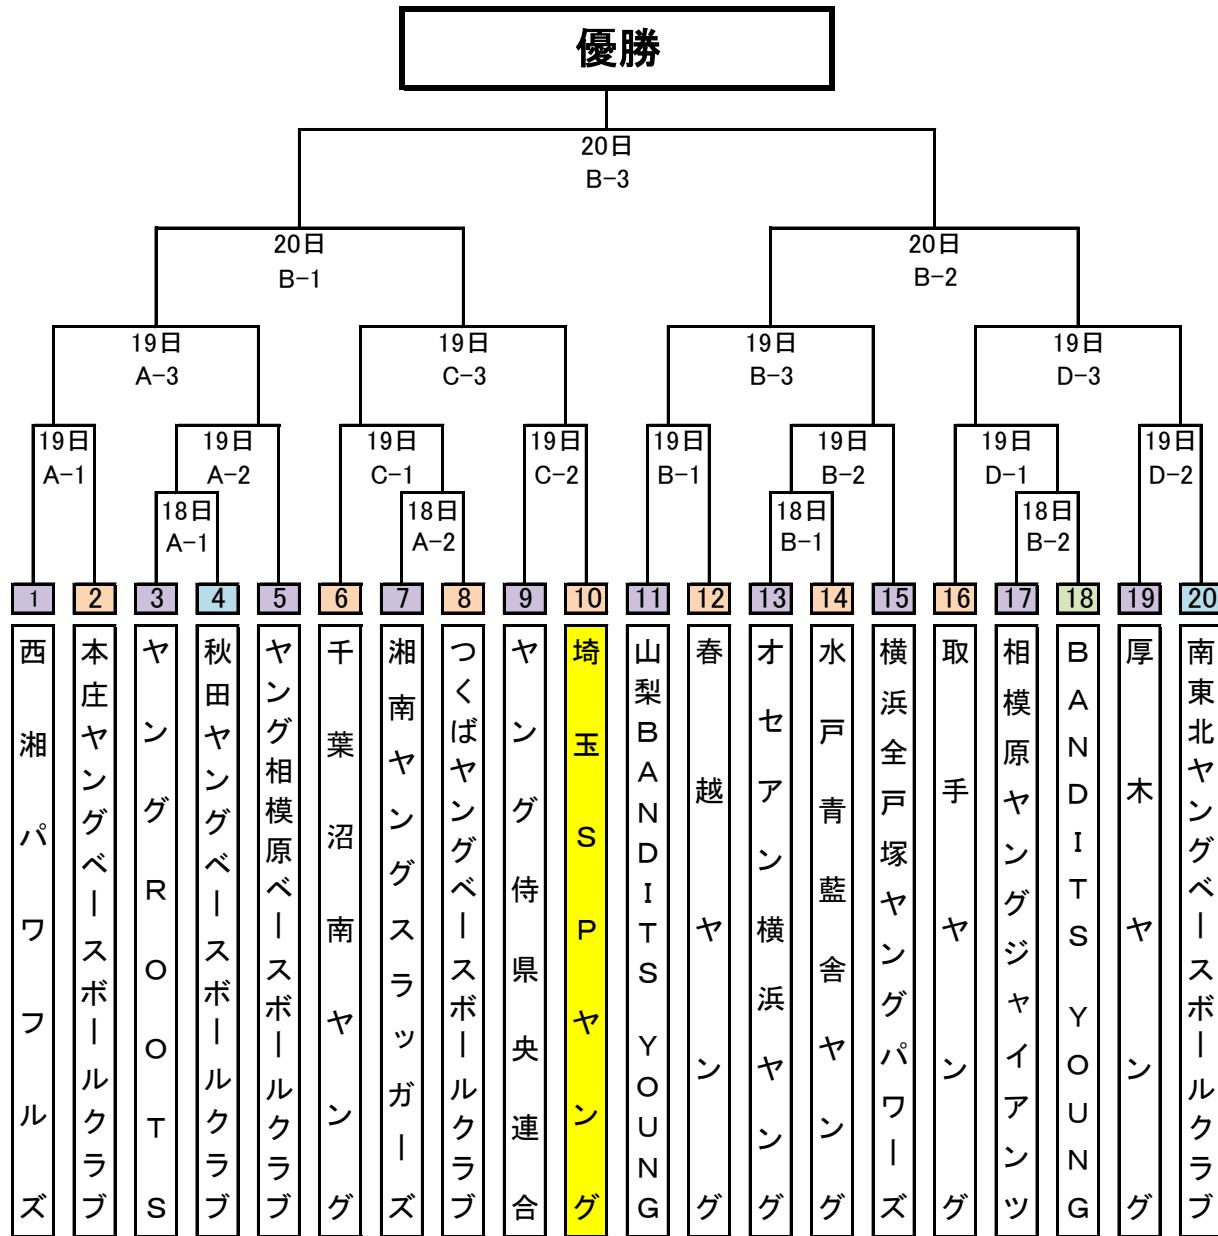 優勝
20日
B-3
20日
B-1
20日
B-2
19日
A-3
19日
C-3
19日
B-3
19日
D-3
19日
A-1
19日
A-2
19日
C-1
19日
C-2
19日
B-1
19日
B-2
19日
D-1
19日
D-2
18日
A-1
18日
A-2
18日
B-1
18日
B-2
1
2
3
4
5
6
7
8
9
10
11
12
13
14
15
16
17
18
19
20
西湘パワフルズ
本庄ヤングベースボールクラブ
ヤングROOTS
秋田ヤングベースボールクラブ
ヤング相模原ベースボールクラブ
千葉沼南ヤング
湘南ヤングスラッガーズ
つくばヤングベースボールクラブ
ヤング侍県央連合
埼玉SPヤング
山梨BANDITS YOUNG
春越ヤング
オセアン横浜ヤング
水戸青藍舎ヤング
横浜全戸塚ヤングパワーズ
取手ヤング
相模原ヤングジャイアンツ
BANDITS YOUNG
厚木ヤング
南東北ヤングベースボールクラブ